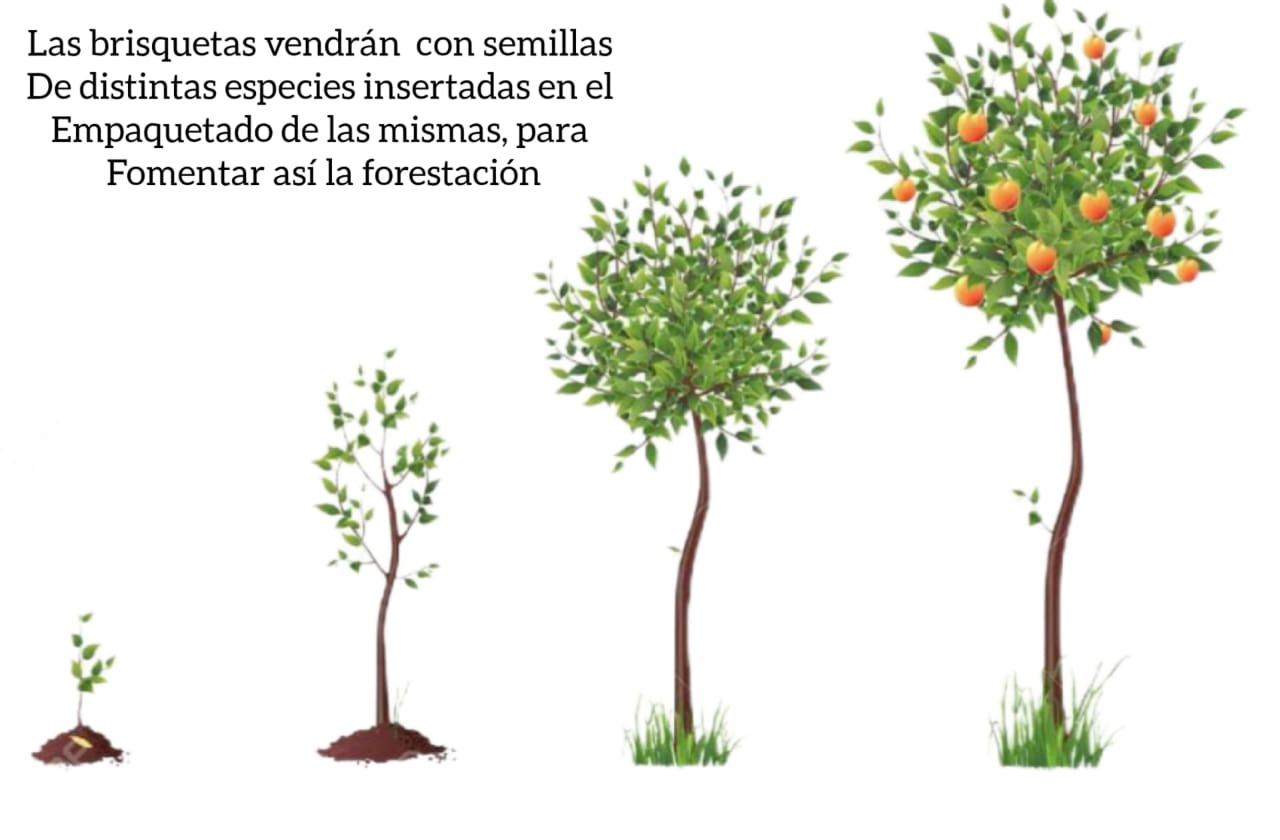 Las brisquetas vendrán con semillas
De distintas especies insertadas en el
Empaquetado de las mismas, para
Fomentar así la forestación